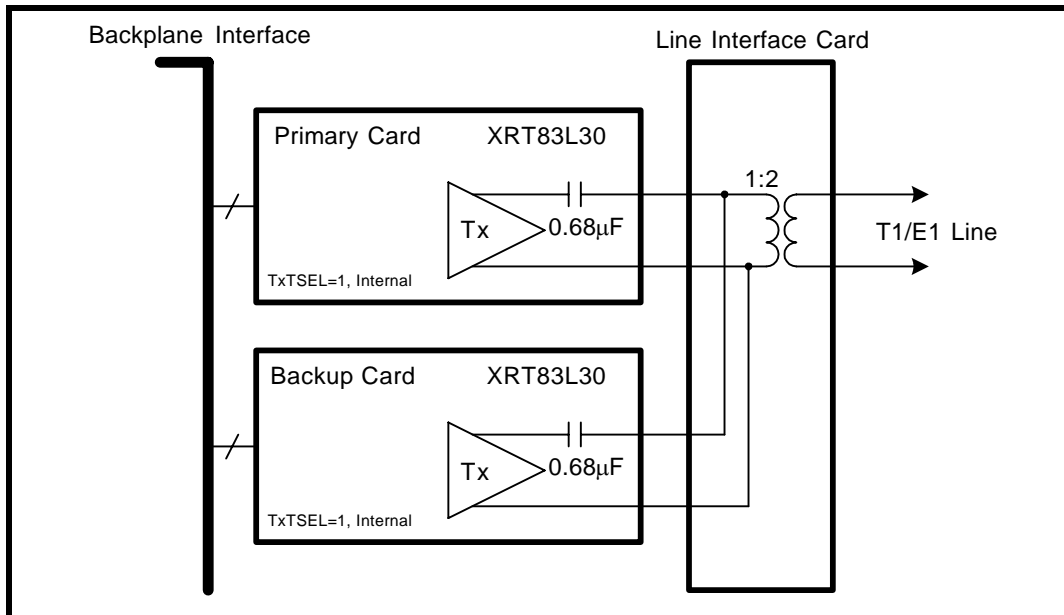 Backplane Interface
Line Interface Card
Primary Card XRT83L30
Tx
0.68μF
TxTSEL=1, Internal
1:2
T1/E1 Line
Backup Card XRT83L30
Tx
0.68μF
TxTSEL=1, Internal